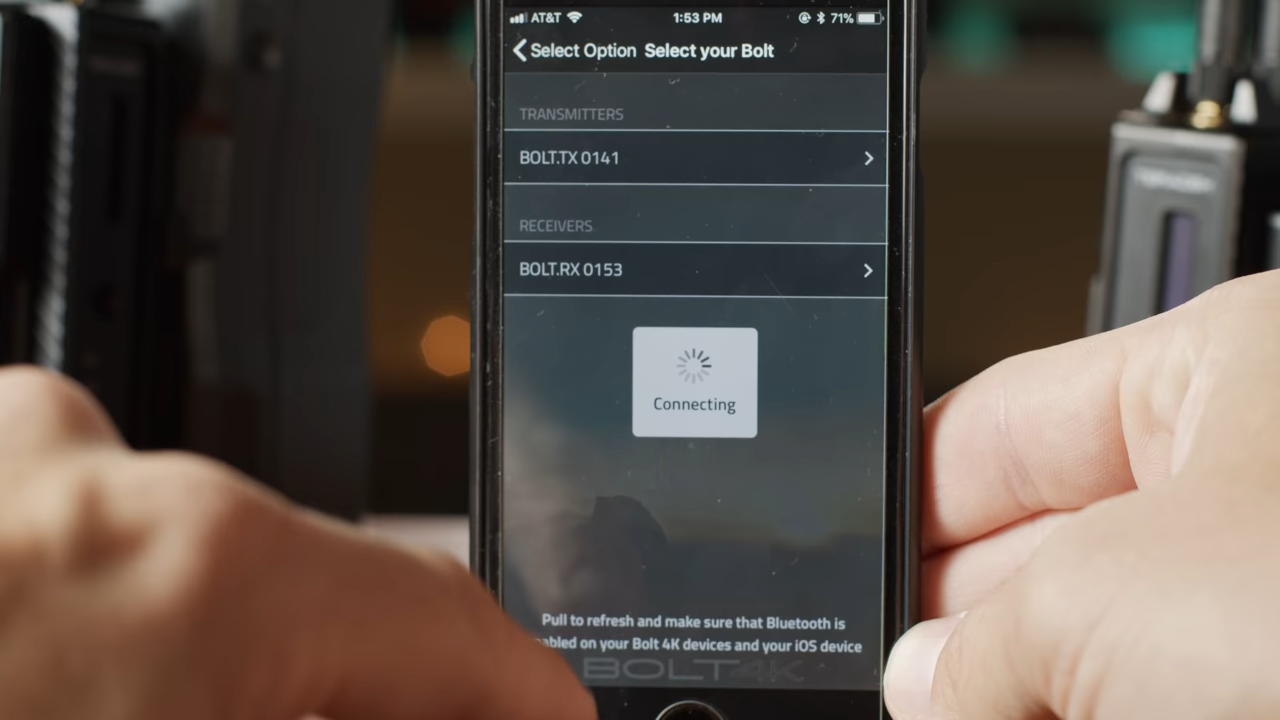 AT&T 1:53 PM 71%
Select Option Select your Bolt
TRANSMITTERS
BOLT.TX 0141
RECEIVERS
BOLT.RX 0153
Connecting
Pull to refresh and make sure that Bluetooth is
on your Bolt 4K devices and your iOS device
BOLT4K